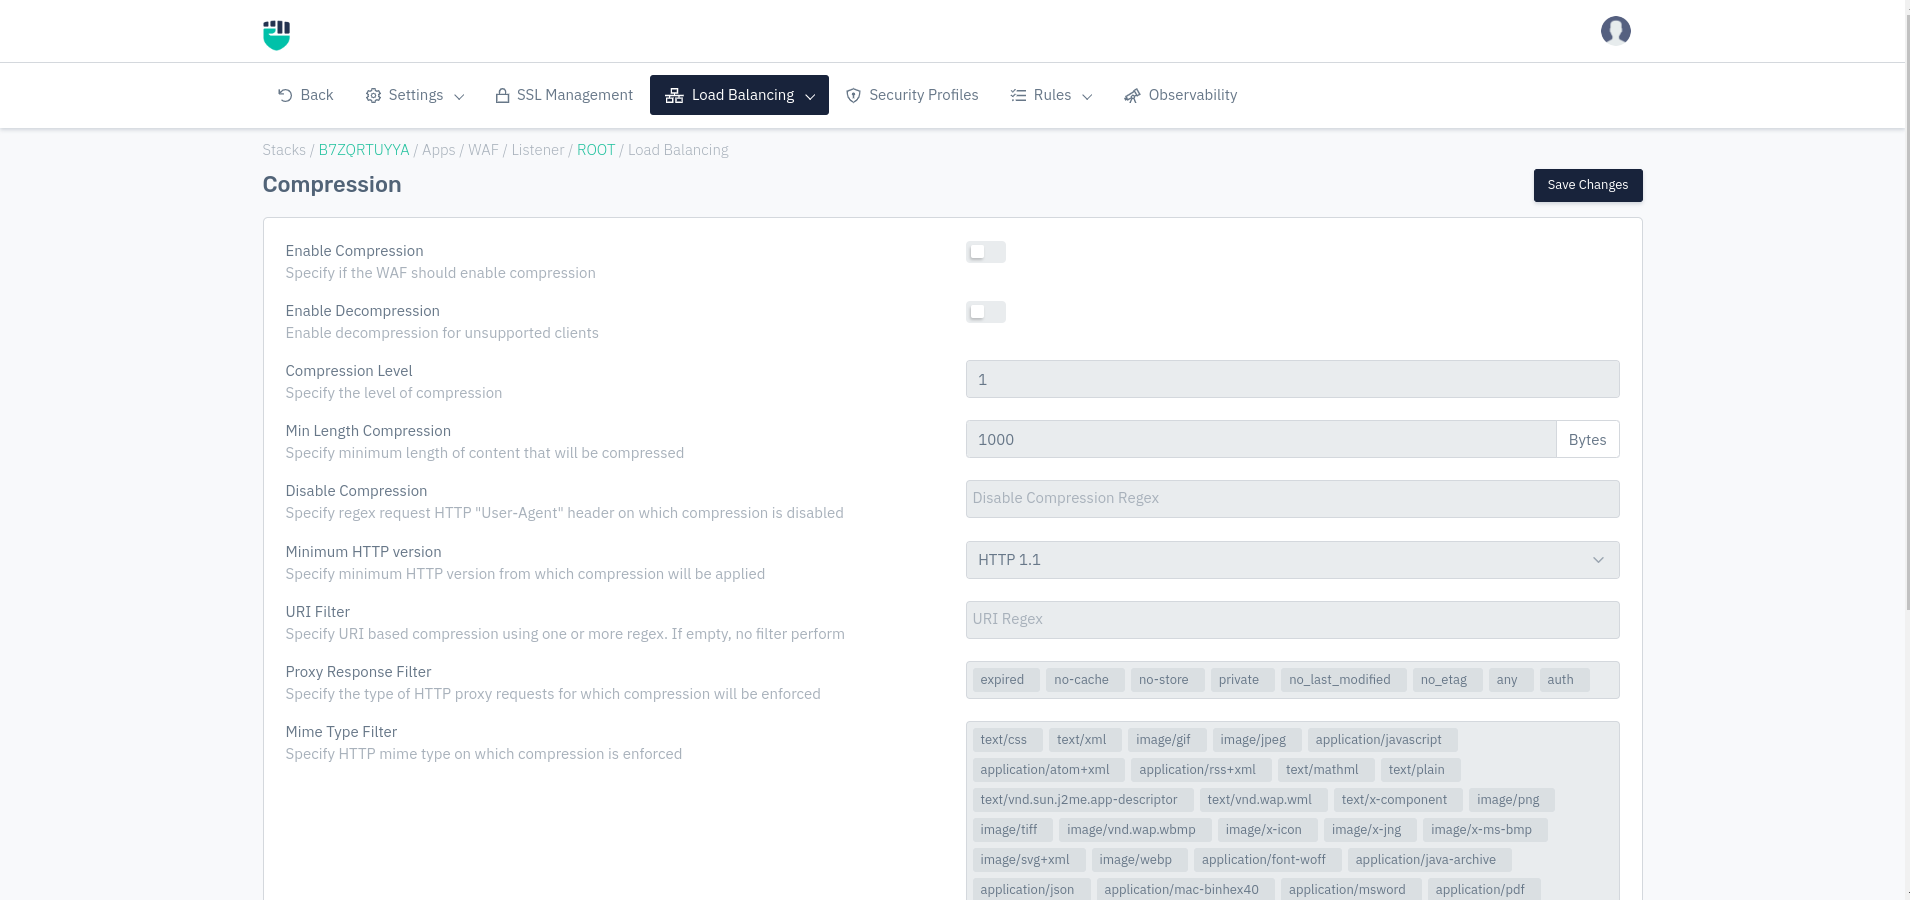 Back
Settings
SSL Management
Load Balancing
Security Profiles
Rules
Observability
Stacks / B7ZQRTUYYA / Apps / WAF / Listener / ROOT / Load Balancing
Compression
Save Changes
Enable Compression
Specify if the WAF should enable compression
Enable Decompression
Enable decompression for unsupported clients
Compression Level
Specify the level of compression
1
Min Length Compression
Specify minimum length of content that will be compressed
1000 Bytes
Disable Compression
Specify regex request HTTP "User-Agent" header on which compression is disabled
Disable Compression Regex
Minimum HTTP version
Specify minimum HTTP version from which compression will be applied
HTTP 1.1
URI Filter
Specify URI based compression using one or more regex. If empty, no filter perform
URI Regex
Proxy Response Filter
Specify the type of HTTP proxy requests for which compression will be enforced
expired no-cache no-store private no_last_modified no_etag any auth
Mime Type Filter
Specify HTTP mime type on which compression is enforced
text/css text/xml image/gif image/jpeg application/javascript
application/atom+xml application/rss+xml text/mathml text/plain
text/vnd.sun.j2me.app-descriptor text/vnd.wap.wml text/x-component image/png
image/tiff image/vnd.wap.wbmp image/x-icon image/x-jng image/x-ms-bmp
image/svg+xml image/webp application/font-woff application/java-archive
application/json application/mac-binhex40 application/msword application/pdf